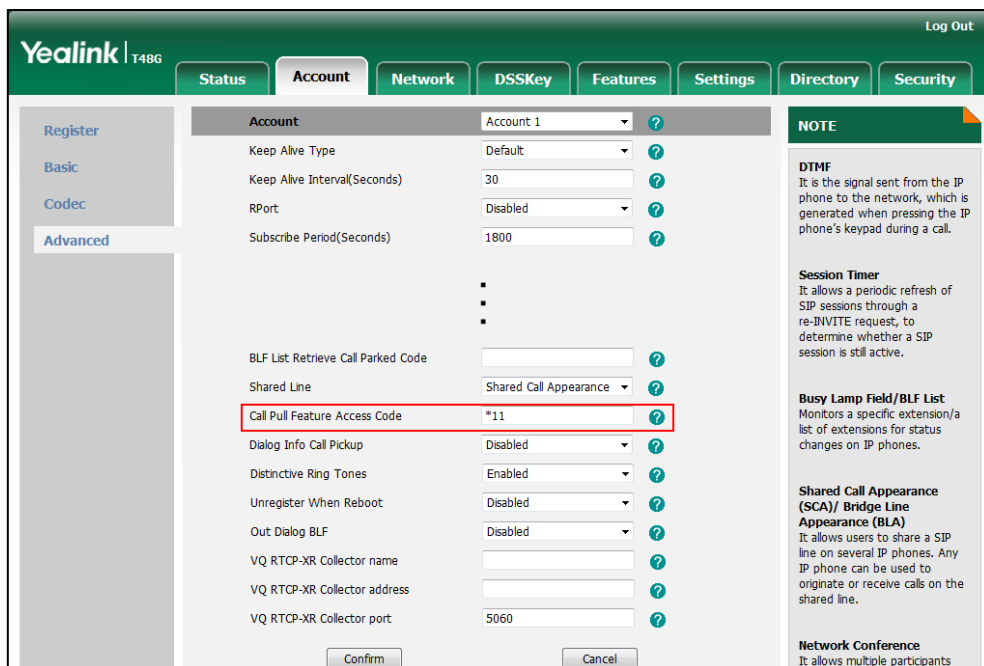 Log Out
Yealink | T48G
Status Account Network DSSKey Features Settings Directory Security
Register
Basic
Codec
Advanced
Account Account 1 ?
Keep Alive Type Default ?
Keep Alive Interval(Seconds) 30 ?
RPort Disabled ?
Subscribe Period(Seconds) 1800 ?
BLF List Retrieve Call Parked Code ?
Shared Line Shared Call Appearance ?
Call Pull Feature Access Code *11 ?
Dialog Info Call Pickup Disabled ?
Distinctive Ring Tones Enabled ?
Unregister When Reboot Disabled ?
Out Dialog BLF Disabled ?
VQ RTCP-XR Collector name ?
VQ RTCP-XR Collector address ?
VQ RTCP-XR Collector port 5060 ?
Confirm Cancel
NOTE
DTMF
It is the signal sent from the IP
phone to the network, which is
generated when pressing the IP
phone's keypad during a call.
Session Timer
It allows a periodic refresh of
SIP sessions through a
re-INVITE request, to
determine whether a SIP
session is still active.
Busy Lamp Field/BLF List
Monitors a specific extension/a
list of extensions for status
changes on IP phones.
Shared Call Appearance
(SCA)/ Bridge Line
Appearance (BLA)
It allows users to share a SIP
line on several IP phones. Any
IP phone can be used to
originate or receive calls on the
shared line.
Network Conference
It allows multiple participants